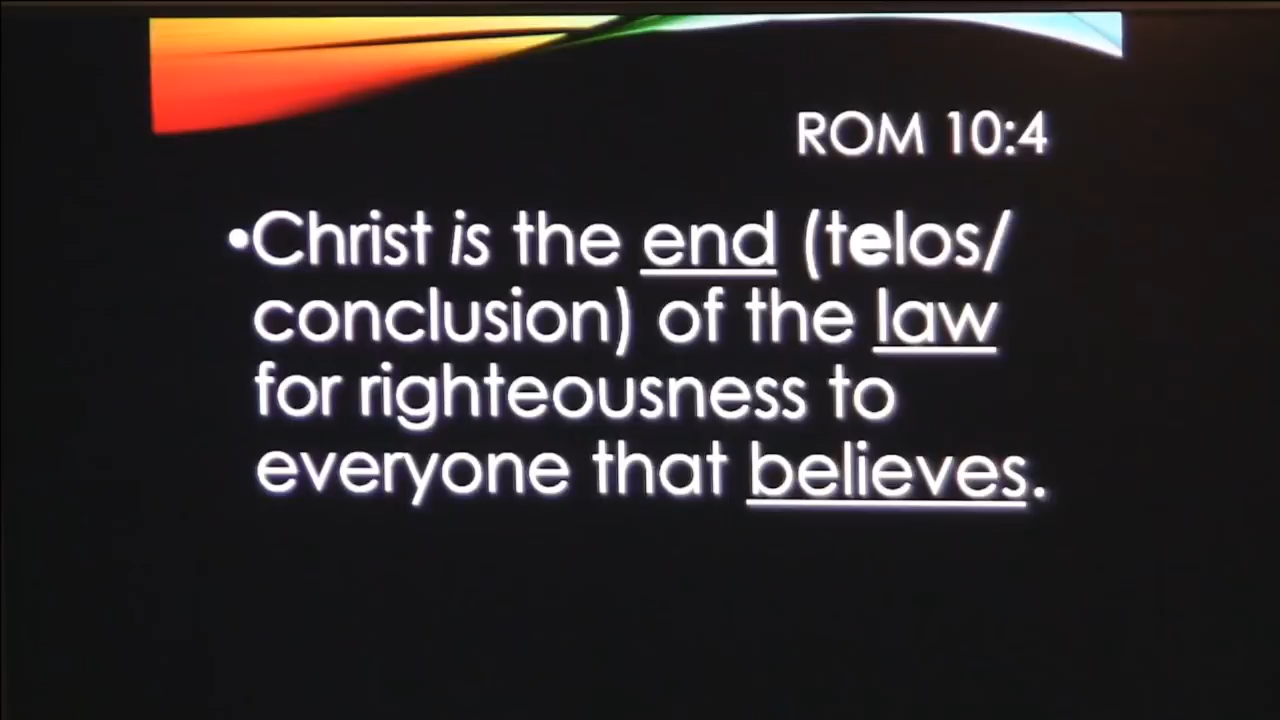 ROM 10:4
•Christ is the end (telos/
conclusion) of the law
for righteousness to
everyone that believes.